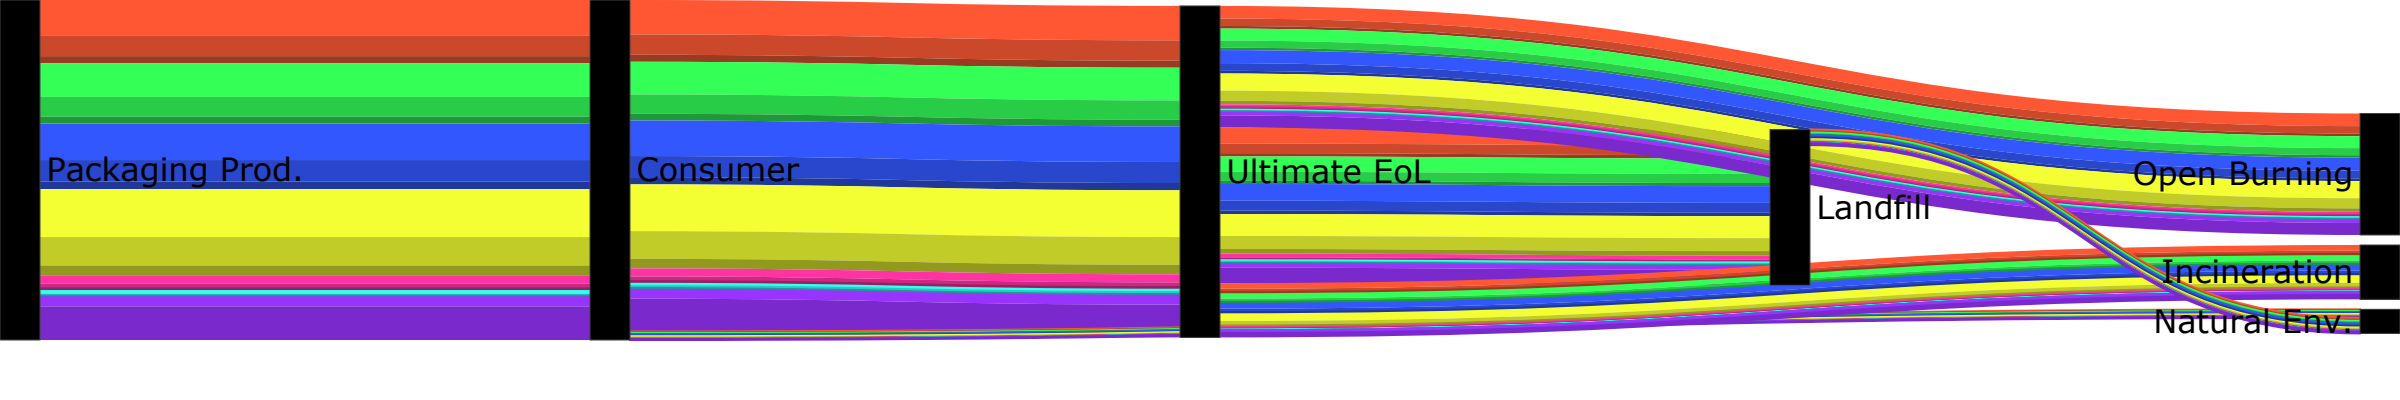 Packaging Prod.
Consumer
Ultimate EoL
Landfill
Open Burning
Incineration
Natural Env.